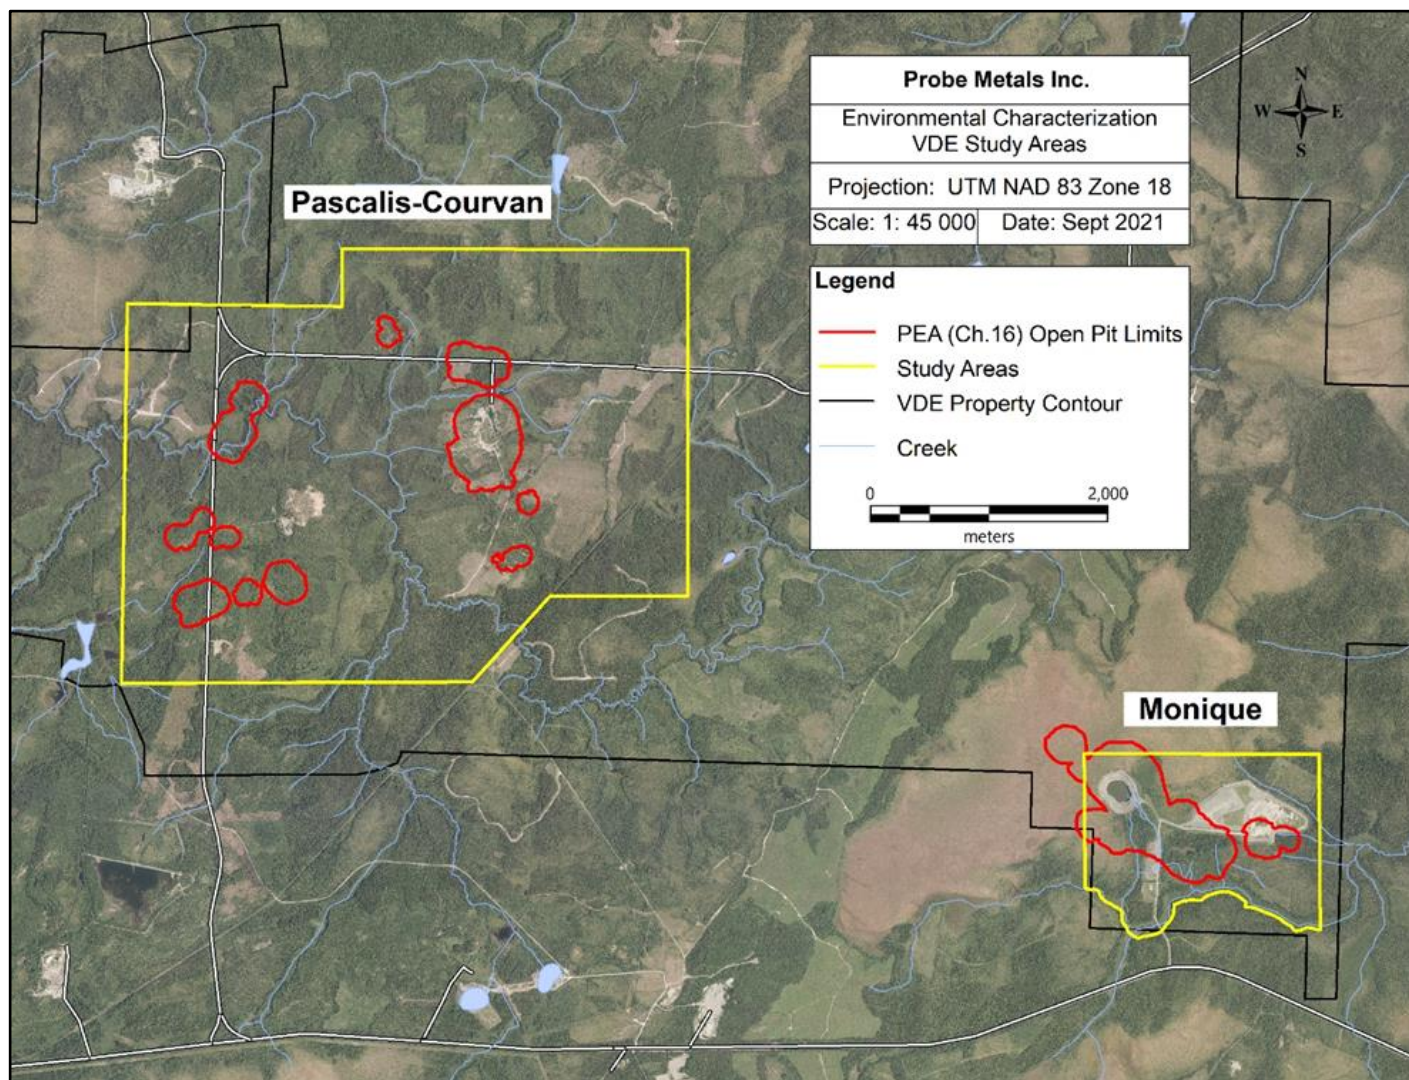 Probe Metals Inc.
Environmental Characterization
VDE Study Areas
Projection: UTM NAD 83 Zone 18
Scale: 1: 45 000 Date: Sept 2021
N
W E
S
Pascalis-Courvan
Legend
PEA (Ch.16) Open Pit Limits
Study Areas
VDE Property Contour
Creek
0 2,000
meters
Monique